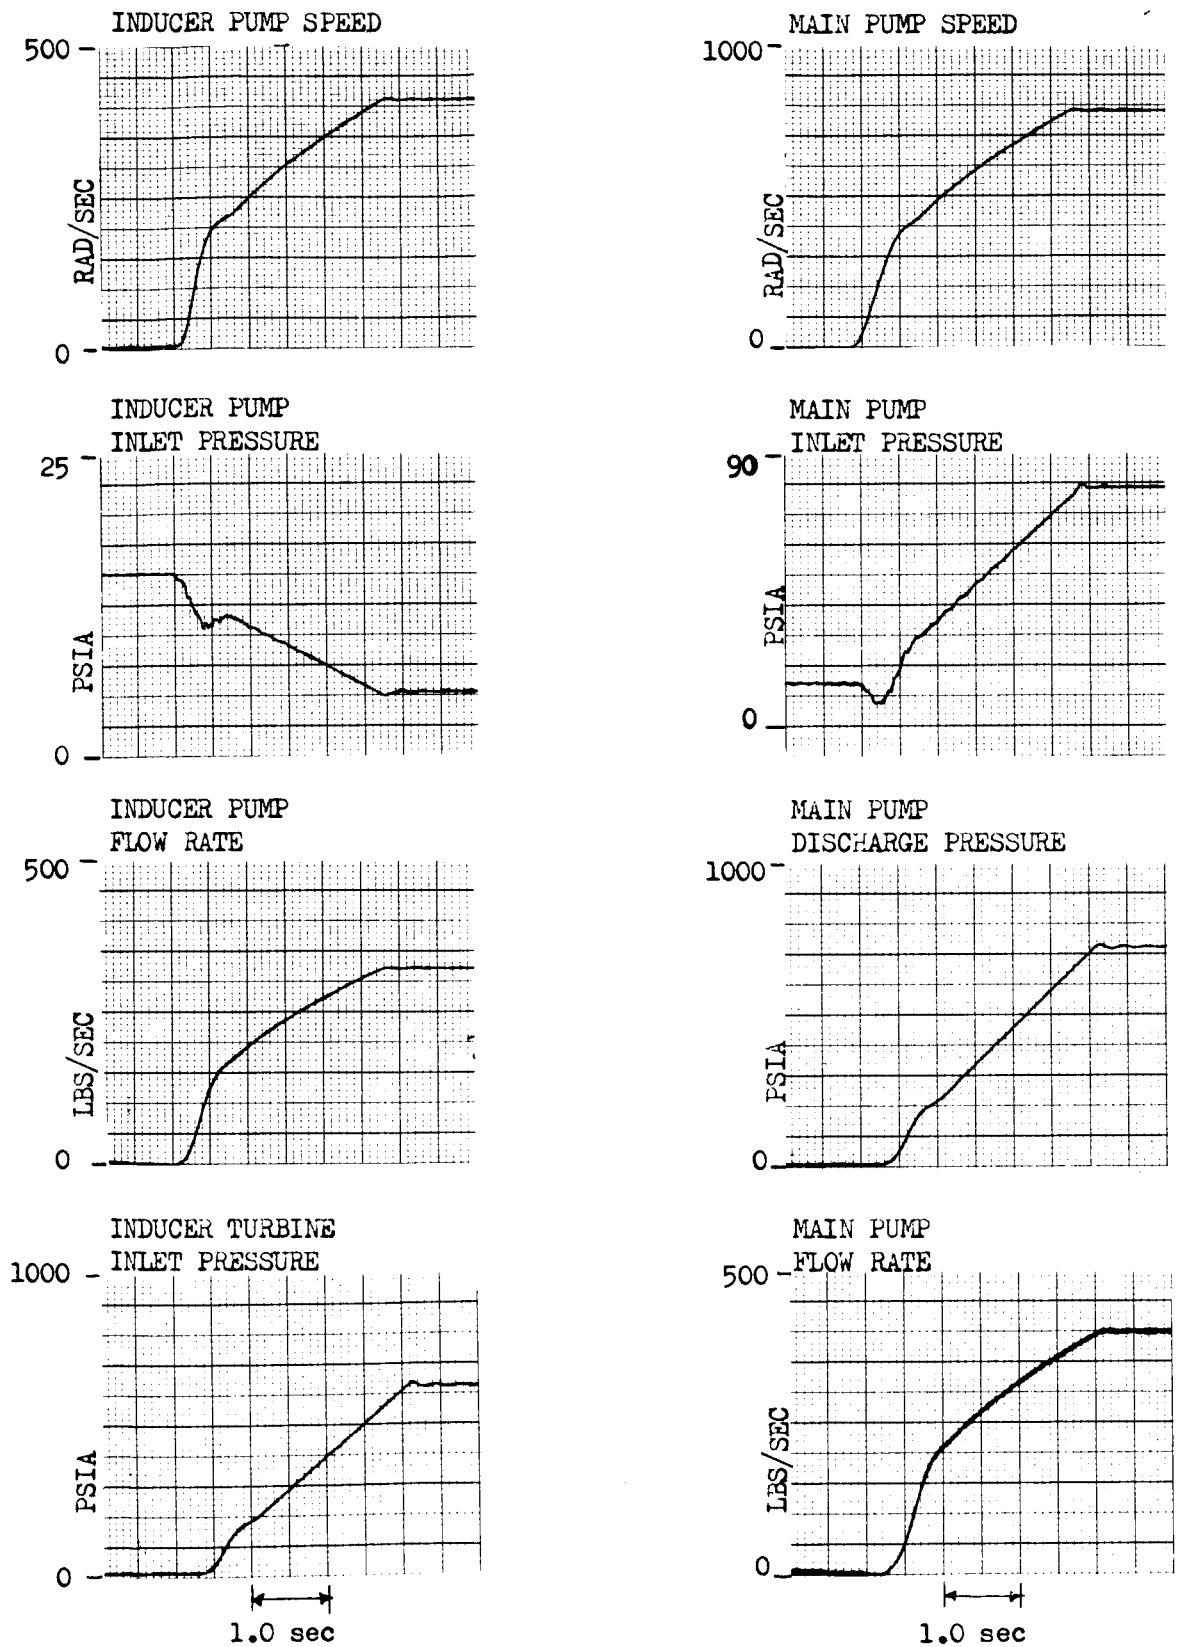 INDUCER PUMP SPEED
500
RAD/SEC
0
MAIN PUMP SPEED
1000
RAD/SEC
0
INDUCER PUMP
INLET PRESSURE
25
PSIA
0
MAIN PUMP
INLET PRESSURE
90
PSIA
0
INDUCER PUMP
FLOW RATE
500
LBS/SEC
0
MAIN PUMP
DISCHARGE PRESSURE
1000
PSIA
0
INDUCER TURBINE
INLET PRESSURE
1000
PSIA
0
1.0 sec
MAIN PUMP
FLOW RATE
500
LBS/SEC
0
1.0 sec